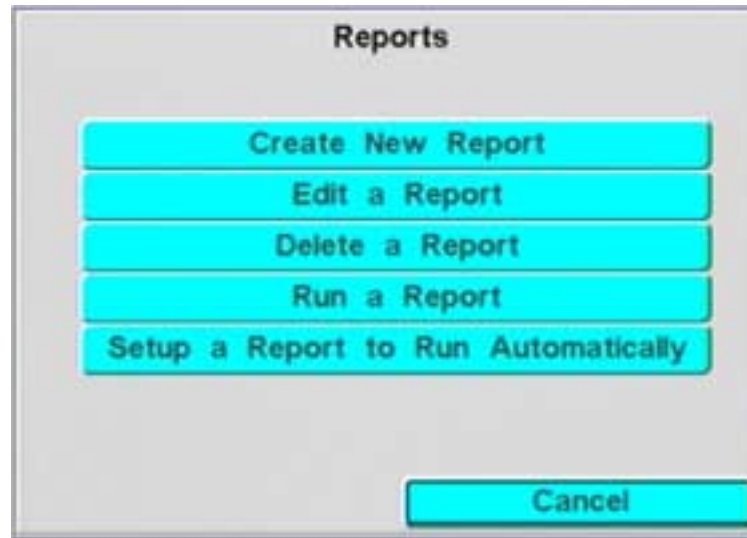 Reports
Create New Report
Edit a Report
Delete a Report
Run a Report
Setup a Report to Run Automatically
Cancel